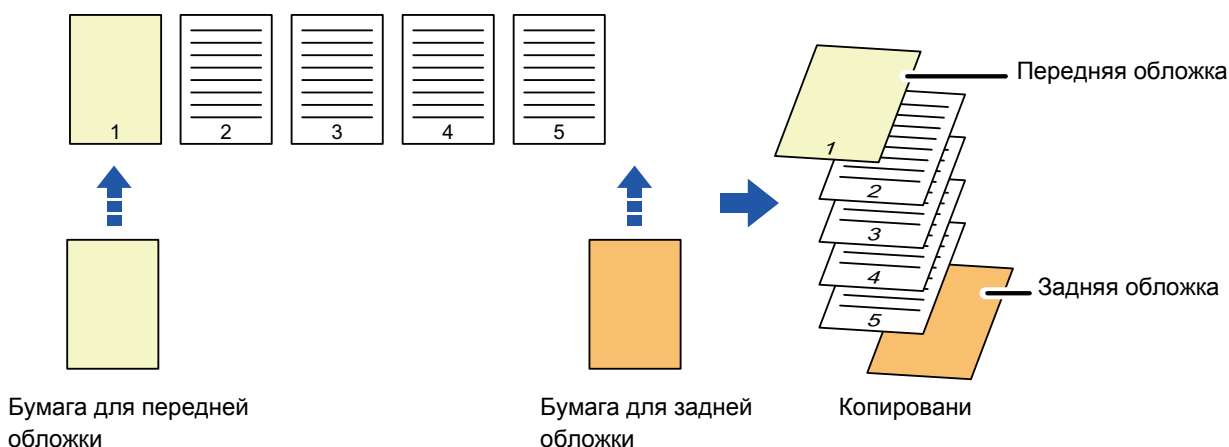 1
2
3
4
5
Передняя обложка
1
2
3
4
5
Задняя обложка
Бумага для передней
обложки
Бумага для задней
обложки
Копировани